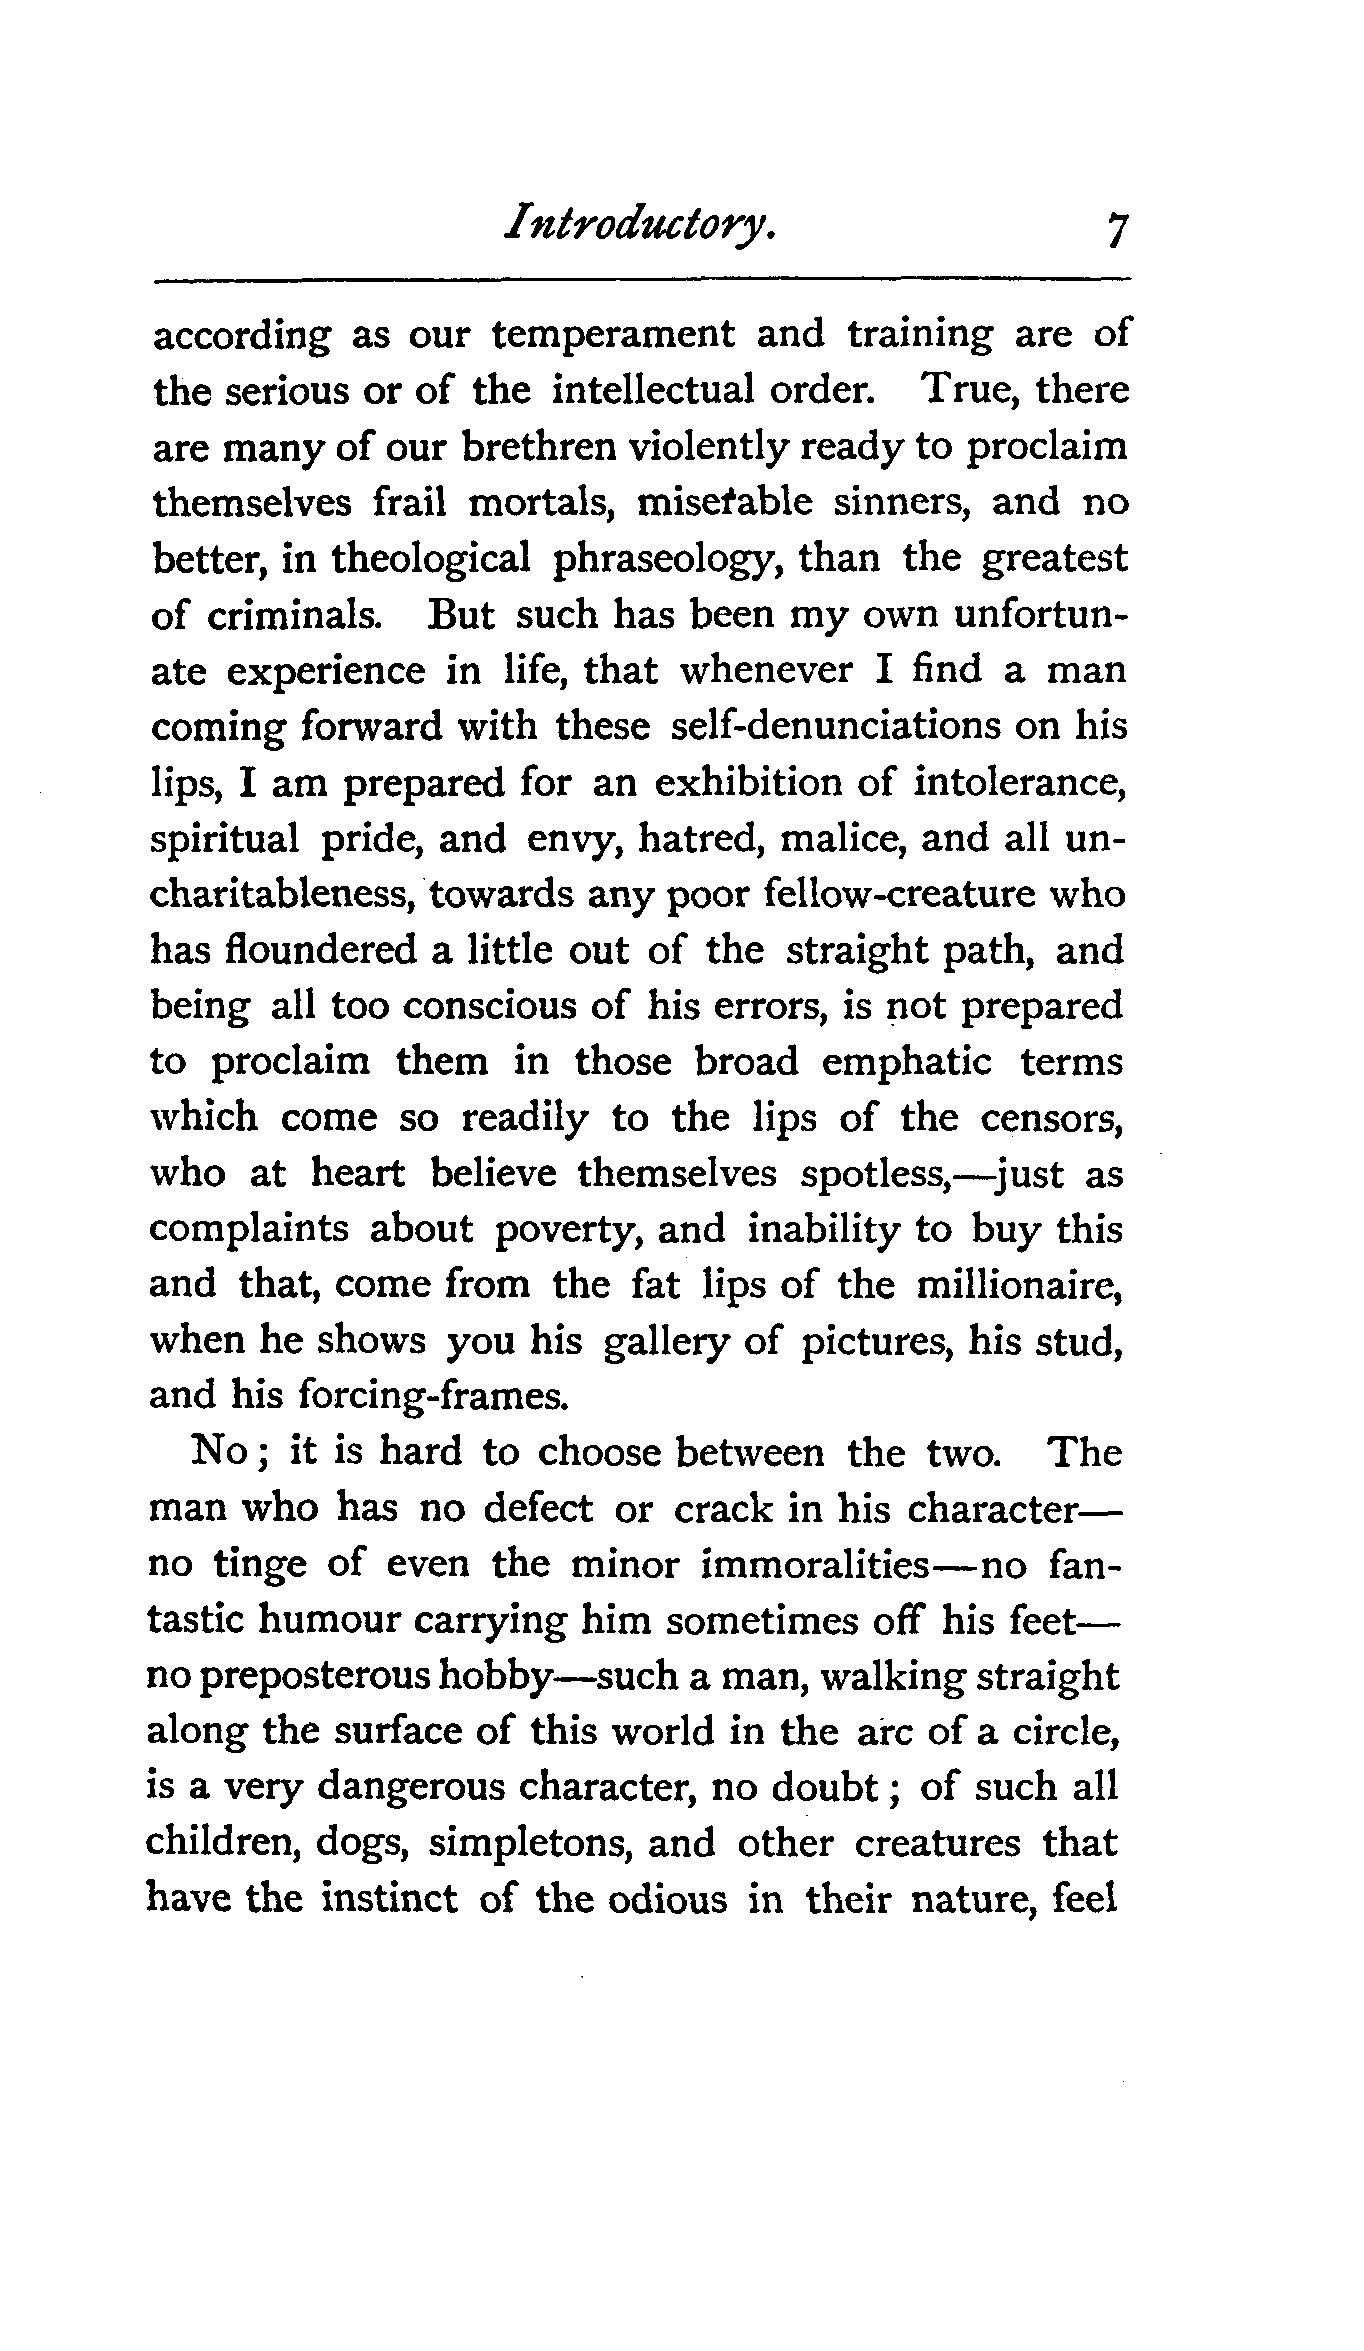 Introductory. 7
according as our temperament and training are of
the serious or of the intellectual order. True, there
are many of our brethren violently ready to proclaim
themselves frail mortals, miserable sinners, and no
better, in theological phraseology, than the greatest
of criminals. But such has been my own unfortun-
ate experience in life, that whenever I find a man
coming forward with these self-denunciations on his
lips, I am prepared for an exhibition of intolerance,
spiritual pride, and envy, hatred, malice, and all un-
charitableness, towards any poor fellow-creature who
has floundered a little out of the straight path, and
being all too conscious of his errors, is not prepared
to proclaim them in those broad emphatic terms
which come so readily to the lips of the censors,
who at heart believe themselves spotless,—just as
complaints about poverty, and inability to buy this
and that, come from the fat lips of the millionaire,
when he shows you his gallery of pictures, his stud,
and his forcing-frames.
No ; it is hard to choose between the two. The
man who has no defect or crack in his character—
no tinge of even the minor immoralities—no fan-
tastic humour carrying him sometimes off his feet—
no preposterous hobby—such a man, walking straight
along the surface of this world in the arc of a circle,
is a very dangerous character, no doubt ; of such all
children, dogs, simpletons, and other creatures that
have the instinct of the odious in their nature, feel